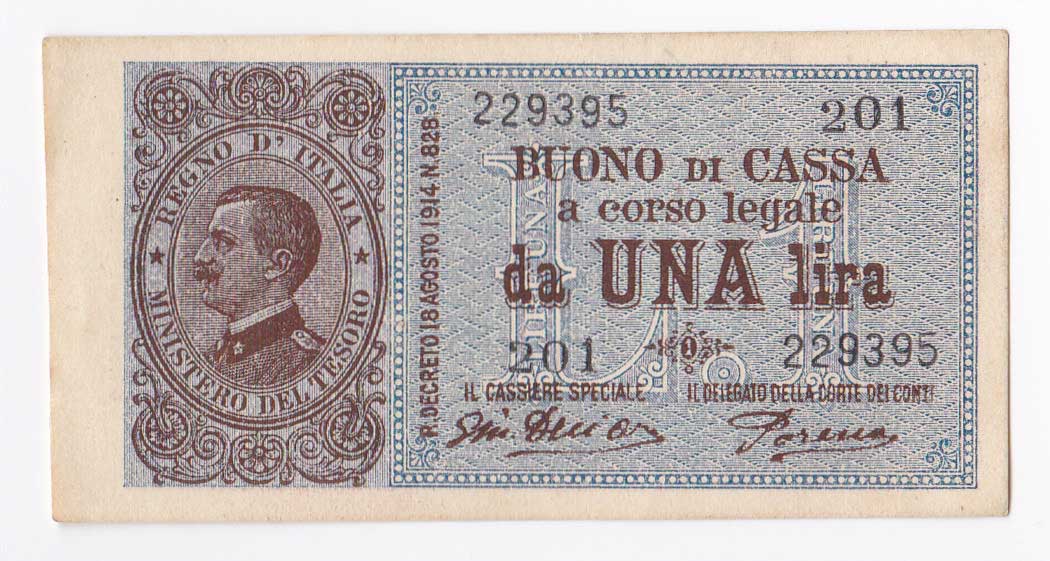 REGNO D' ITALIA
MINISTERO DEL TESORO
R. DECRETO 18 AGOSTO 1914. N. 828
229395
201
BUONO DI CASSA
a corso legale
da UNA lira
L. 1
201
229395
IL CASSIERE SPECIALE
IL DELEGATO DELLA CORTE DEI CONTI